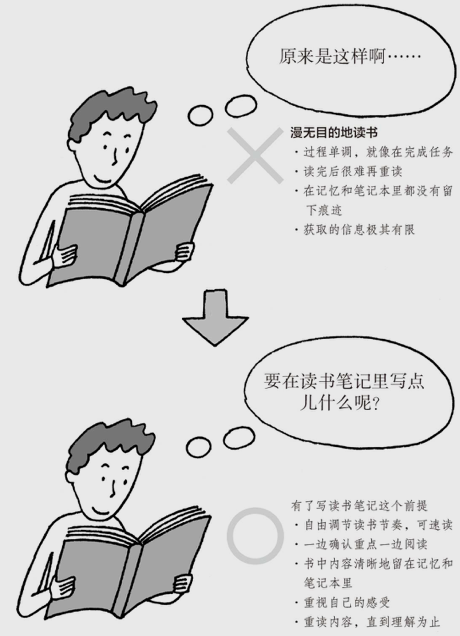 原来是这样啊……
漫无目的地读书
·过程单调，就像在完成任务
·读完后很难再重读
·在记忆和笔记本里都没有留
下痕迹
·获取的信息极其有限
要在读书笔记里写点
儿什么呢？
有了写读书笔记这个前提
·自由调节读书节奏，可速读
·一边确认重点一边阅读
·书中内容清晰地留在记忆和
笔记本里
·重视自己的感受
·重读内容，直到理解为止